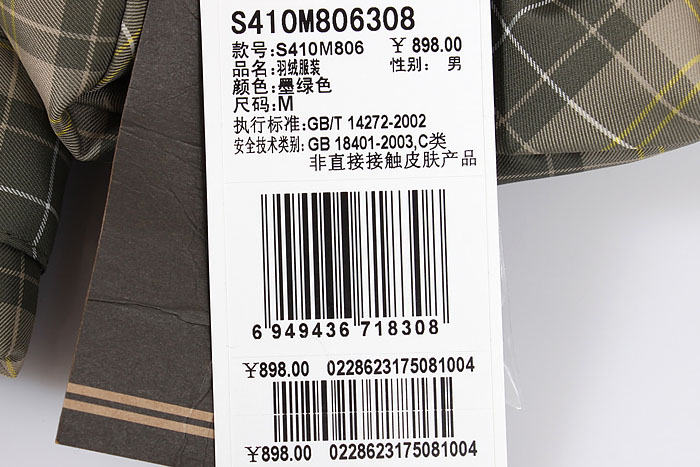 S410M806308
款号:S410M806 ¥ 898.00
品名:羽绒服装 性别: 男
颜色:墨绿色
尺码:M
执行标准:GB/T 14272-2002
安全技术类别: GB 18401-2003,C类
非直接接触皮肤产品
6 949436 718308
¥898.00 0228623175081004
¥898.00 0228623175081004